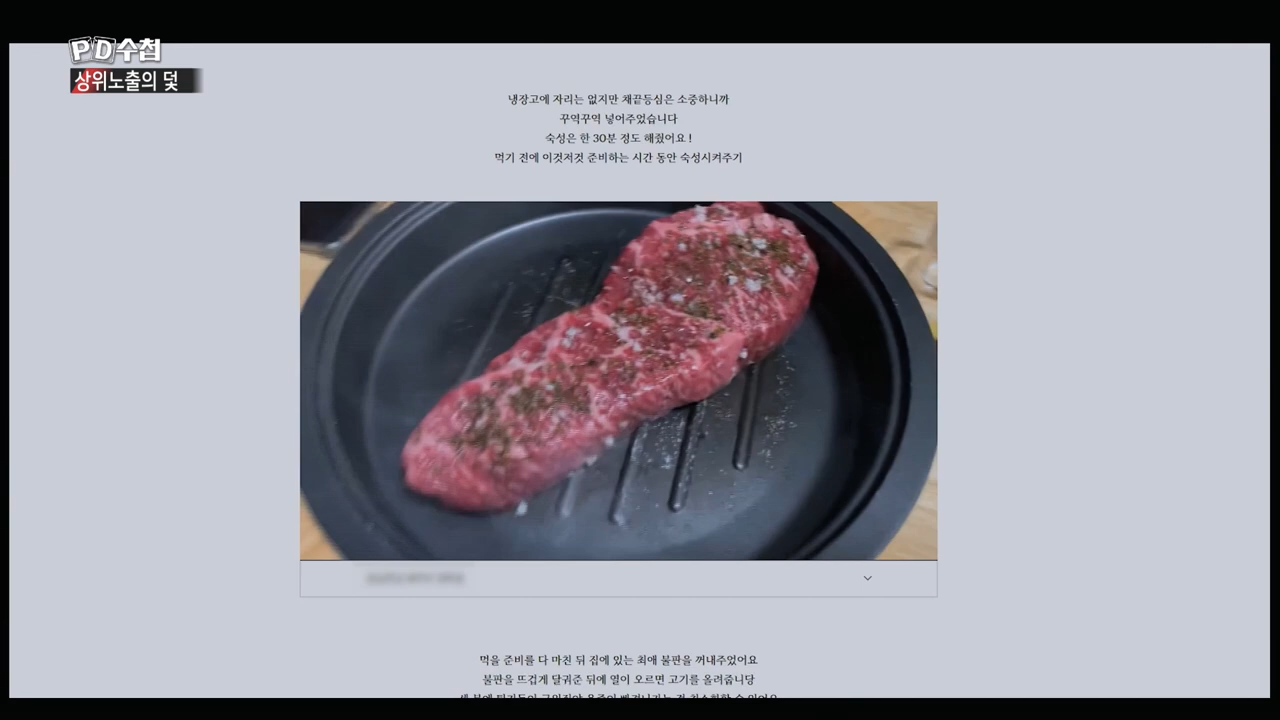 PD수첩
상위노출의 덫
냉장고에 자리는 없지만 채끝등심은 소중하니까
꾸역꾸역 넣어주었습니다
숙성은 한 30분 정도 해줬어요 !
먹기 전에 이것저것 준비하는 시간 동안 숙성시켜주기
먹을 준비를 다 마친 뒤 집에 있는 최애 불판을 꺼내주었어요
불판을 뜨겁게 달궈준 뒤에 열이 오르면 고기를 올려줍니당